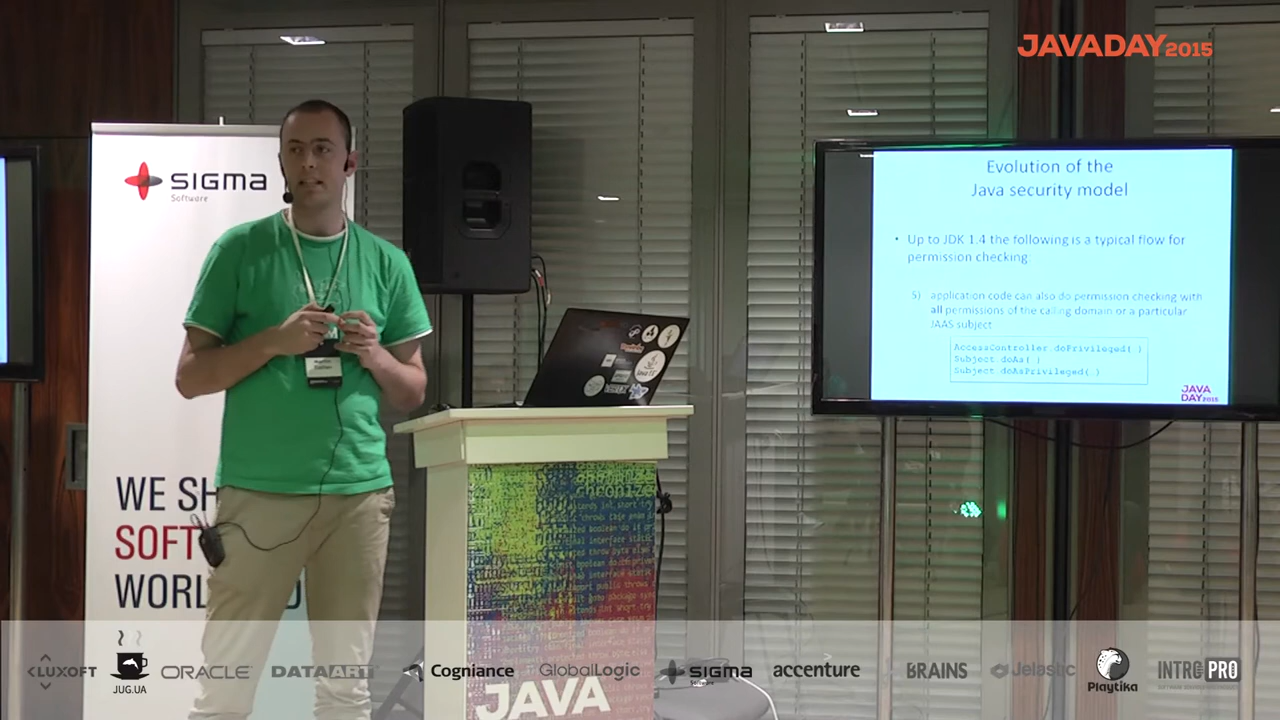 JAVADAY2015
SIGMA
Software
WE SH
SOFT
WORL
Evolution of the
Java security model
• Up to JDK 1.4 the following is a typical flow for
permission checking
5) application code can also do permission checking with
all permissions of the calling domain or a particular
JAAS subject
AccessController.doPrivileged( )
Subject.doAs( )
Subject.doAsPrivileged( )
JAVA
DAY2015
JAVA
LUXOFT
JUG.UA
ORACLE
DATAART
Cogniance
GlobalLogic
SIGMA
Software
accenture
BRAINS
Jelastic
Playtika
INTRO PRO